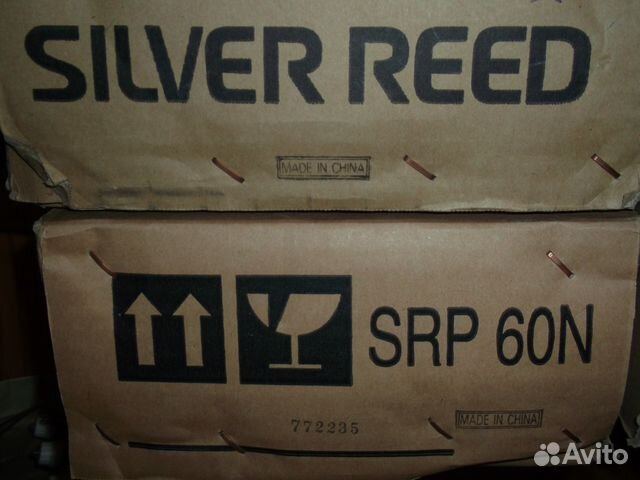 SILVER REED
MADE IN CHINA
SRP 60N
772235
MADE IN CHINA
Avito